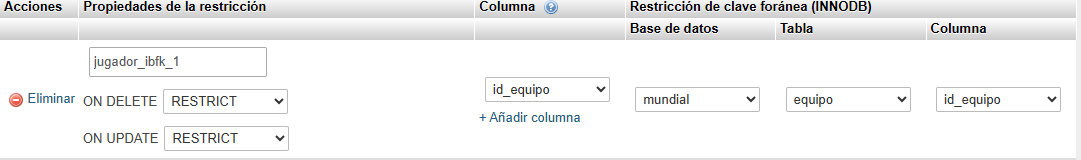 Acciones Propiedades de la restricción Columna Restricción de clave foránea (INNODB)
Base de datos Tabla Columna
jugador_ibfk_1
Eliminar ON DELETE RESTRICT id_equipo mundial equipo id_equipo
+ Añadir columna
ON UPDATE RESTRICT